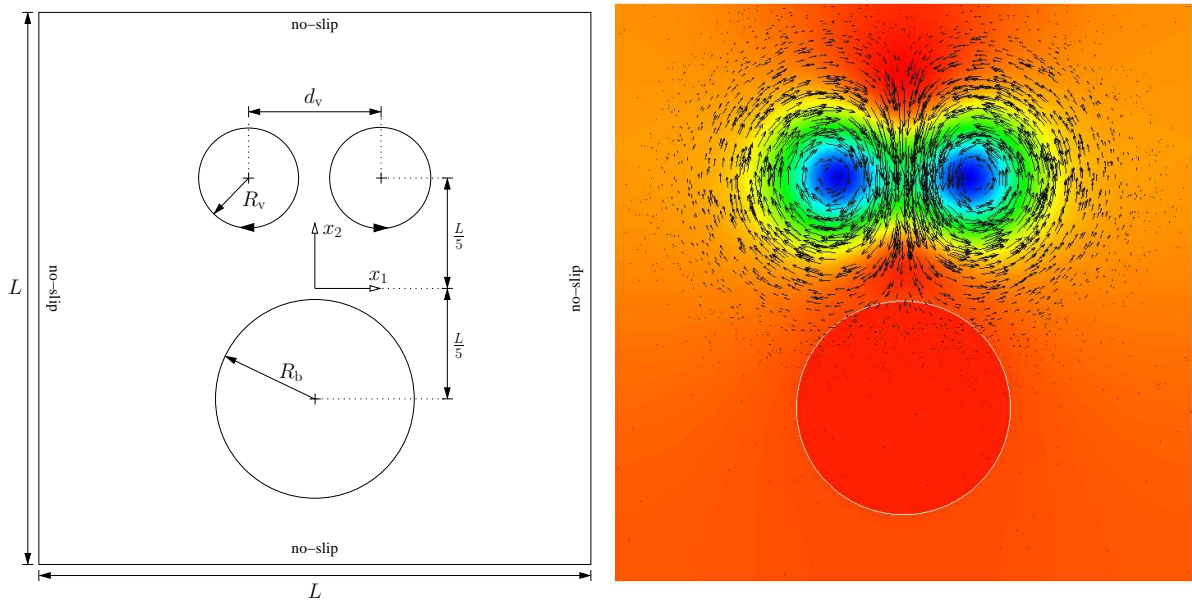 no–slip
d_v
R_v
x_2
L/5
x_1
L
no–slip
no–slip
L/5
R_b
no–slip
L